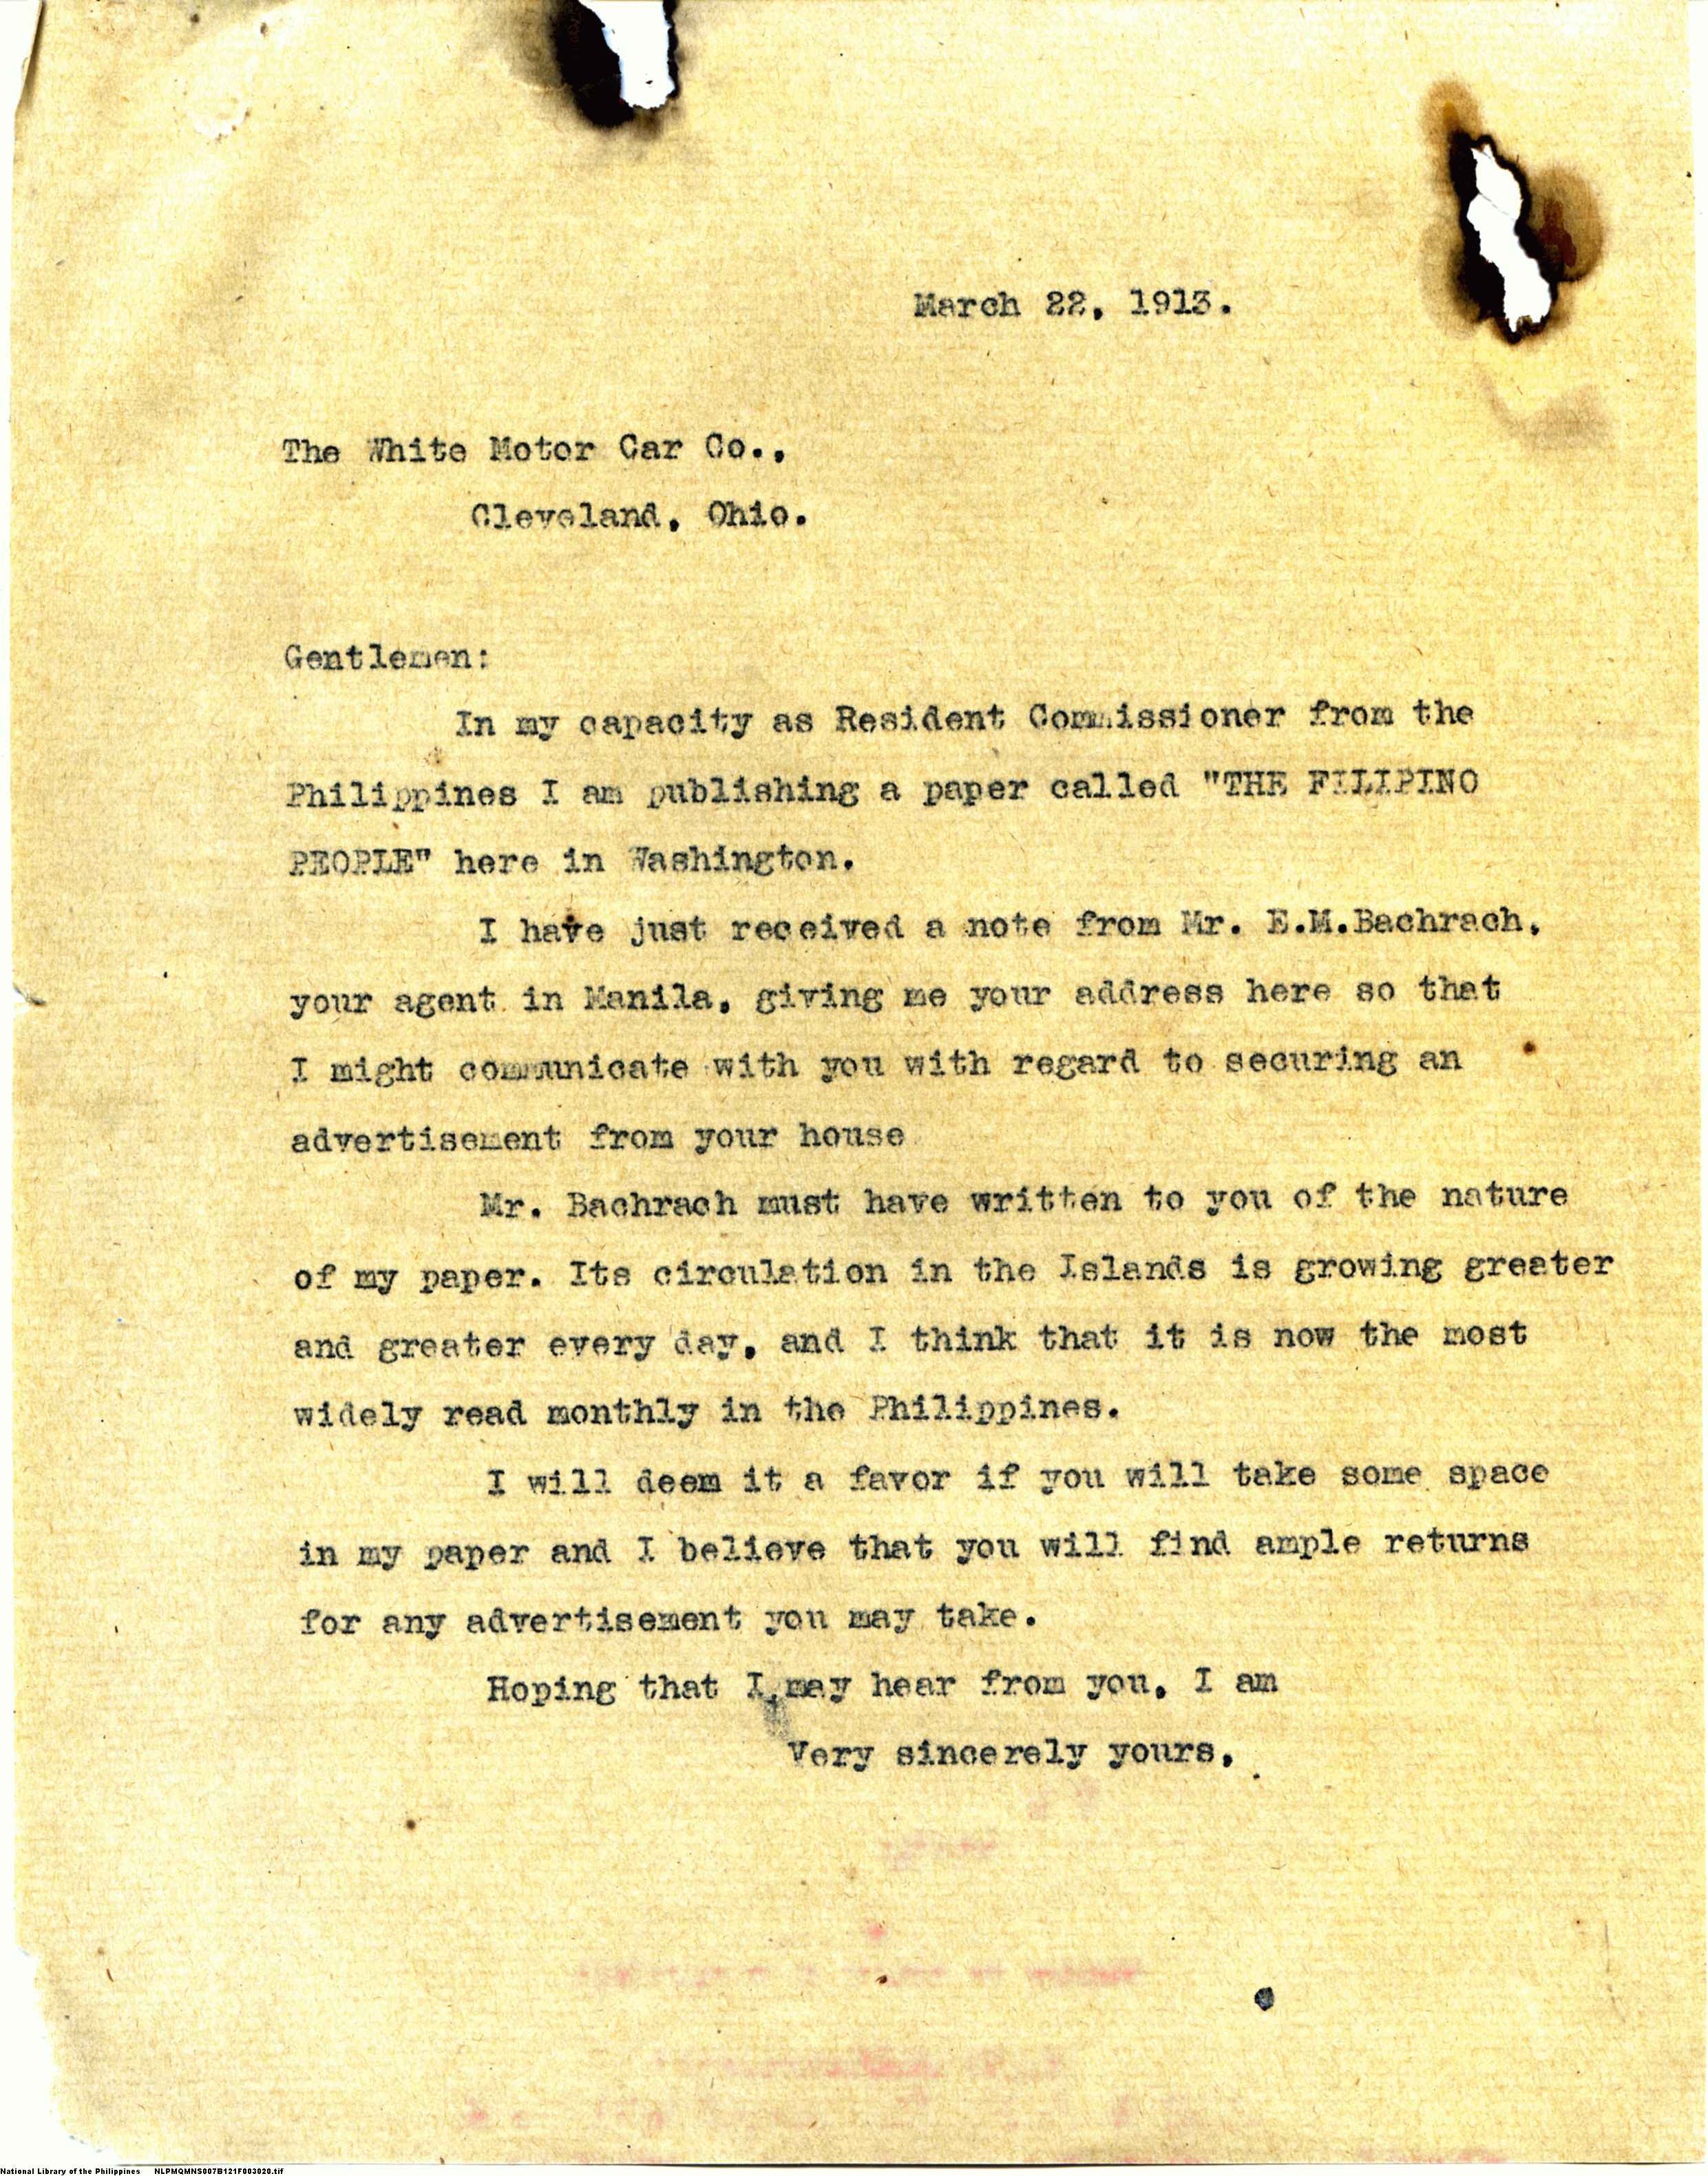 March 22, 1913.
The White Motor Car Co.,
Cleveland, Ohio.
Gentlemen:
In my capacity as Resident Commissioner from the
Philippines I am publishing a paper called "THE FILIPINO
PEOPLE" here in Washington.
I have just received a note from Mr. E.M.Bachrach,
your agent in Manila, giving me your address here so that
I might communicate with you with regard to securing an
advertisement from your house
Mr. Bachrach must have written to you of the nature
of my paper. Its circulation in the Islands is growing greater
and greater every day, and I think that it is now the most
widely read monthly in the Philippines.
I will deem it a favor if you will take some space
in my paper and I believe that you will find ample returns
for any advertisement you may take.
Hoping that I may hear from you, I am
Very sincerely yours,
National Library of the Philippines NLPMQMNS007B121F003020.tif